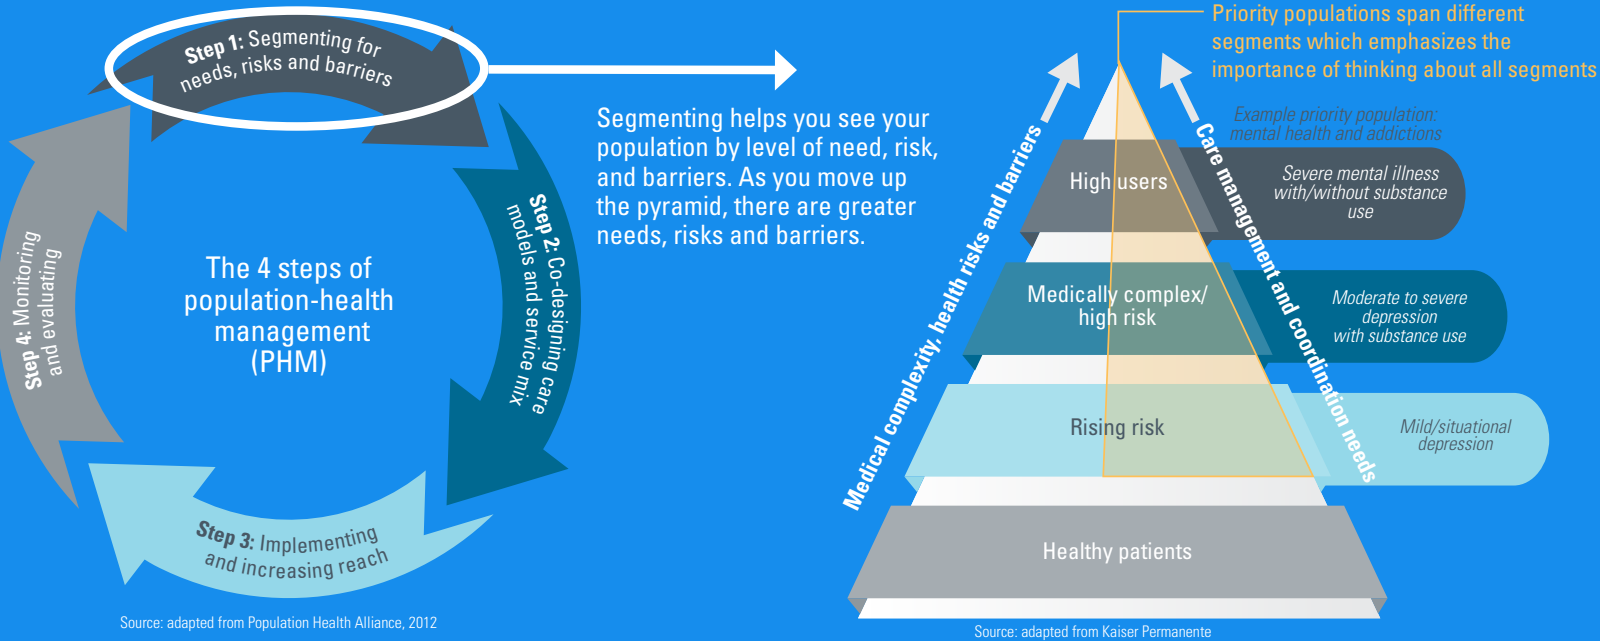 Step 1: Segmenting for
needs, risks and barriers
Step 2: Co-designing care
models and service mix
Step 3: Implementing
and increasing reach
Step 4: Monitoring
and evaluating
The 4 steps of
population-health
management
(PHM)
Source: adapted from Population Health Alliance, 2012
Segmenting helps you see your
population by level of need, risk,
and barriers. As you move up
the pyramid, there are greater
needs, risks and barriers.
Priority populations span different
segments which emphasizes the
importance of thinking about all segments
Example priority population:
mental health and addictions
Medical complexity, health risks and barriers
Care management and coordination needs
High users
Severe mental illness
with/without substance
use
Medically complex/
high risk
Moderate to severe
depression
with substance use
Rising risk
Mild/situational
depression
Healthy patients
Source: adapted from Kaiser Permanente